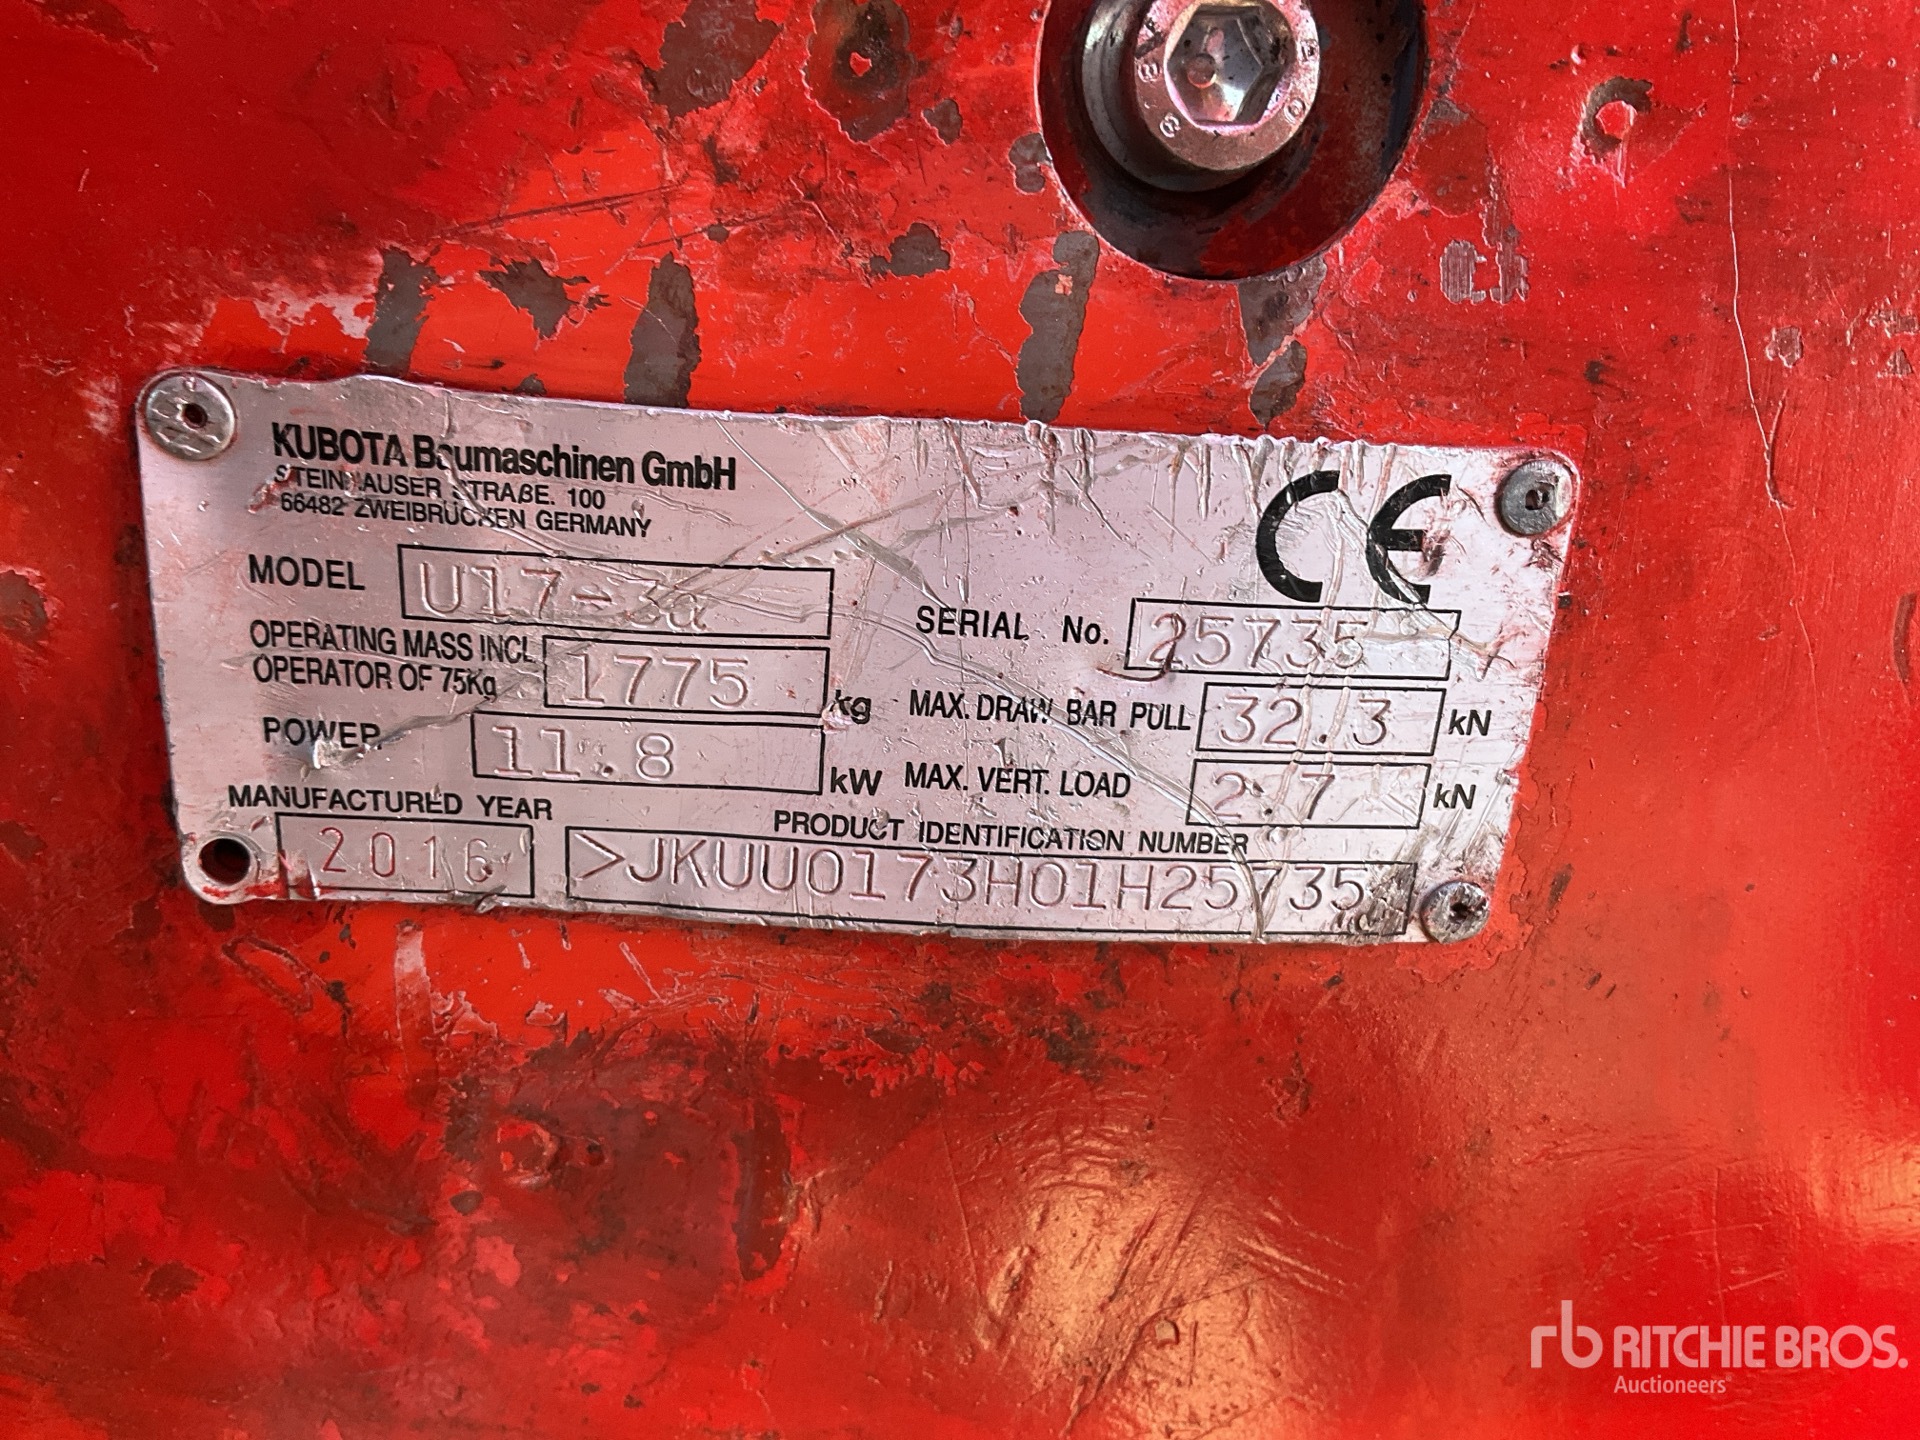 KUBOTA Baumaschinen GmbH
STEINHAUSER STRAßE. 100
66482 ZWEIBRÜCKEN GERMANY
CE
MODEL U17-3α
SERIAL No. 25735
OPERATING MASS INCL
OPERATOR OF 75Kg 1775 kg
MAX. DRAW BAR PULL 32.3 kN
POWER 11.8 kW
MAX. VERT. LOAD 2.7 kN
MANUFACTURED YEAR
2016
PRODUCT IDENTIFICATION NUMBER
>JKUU0173H01H25735
rb RITCHIE BROS.
Auctioneers